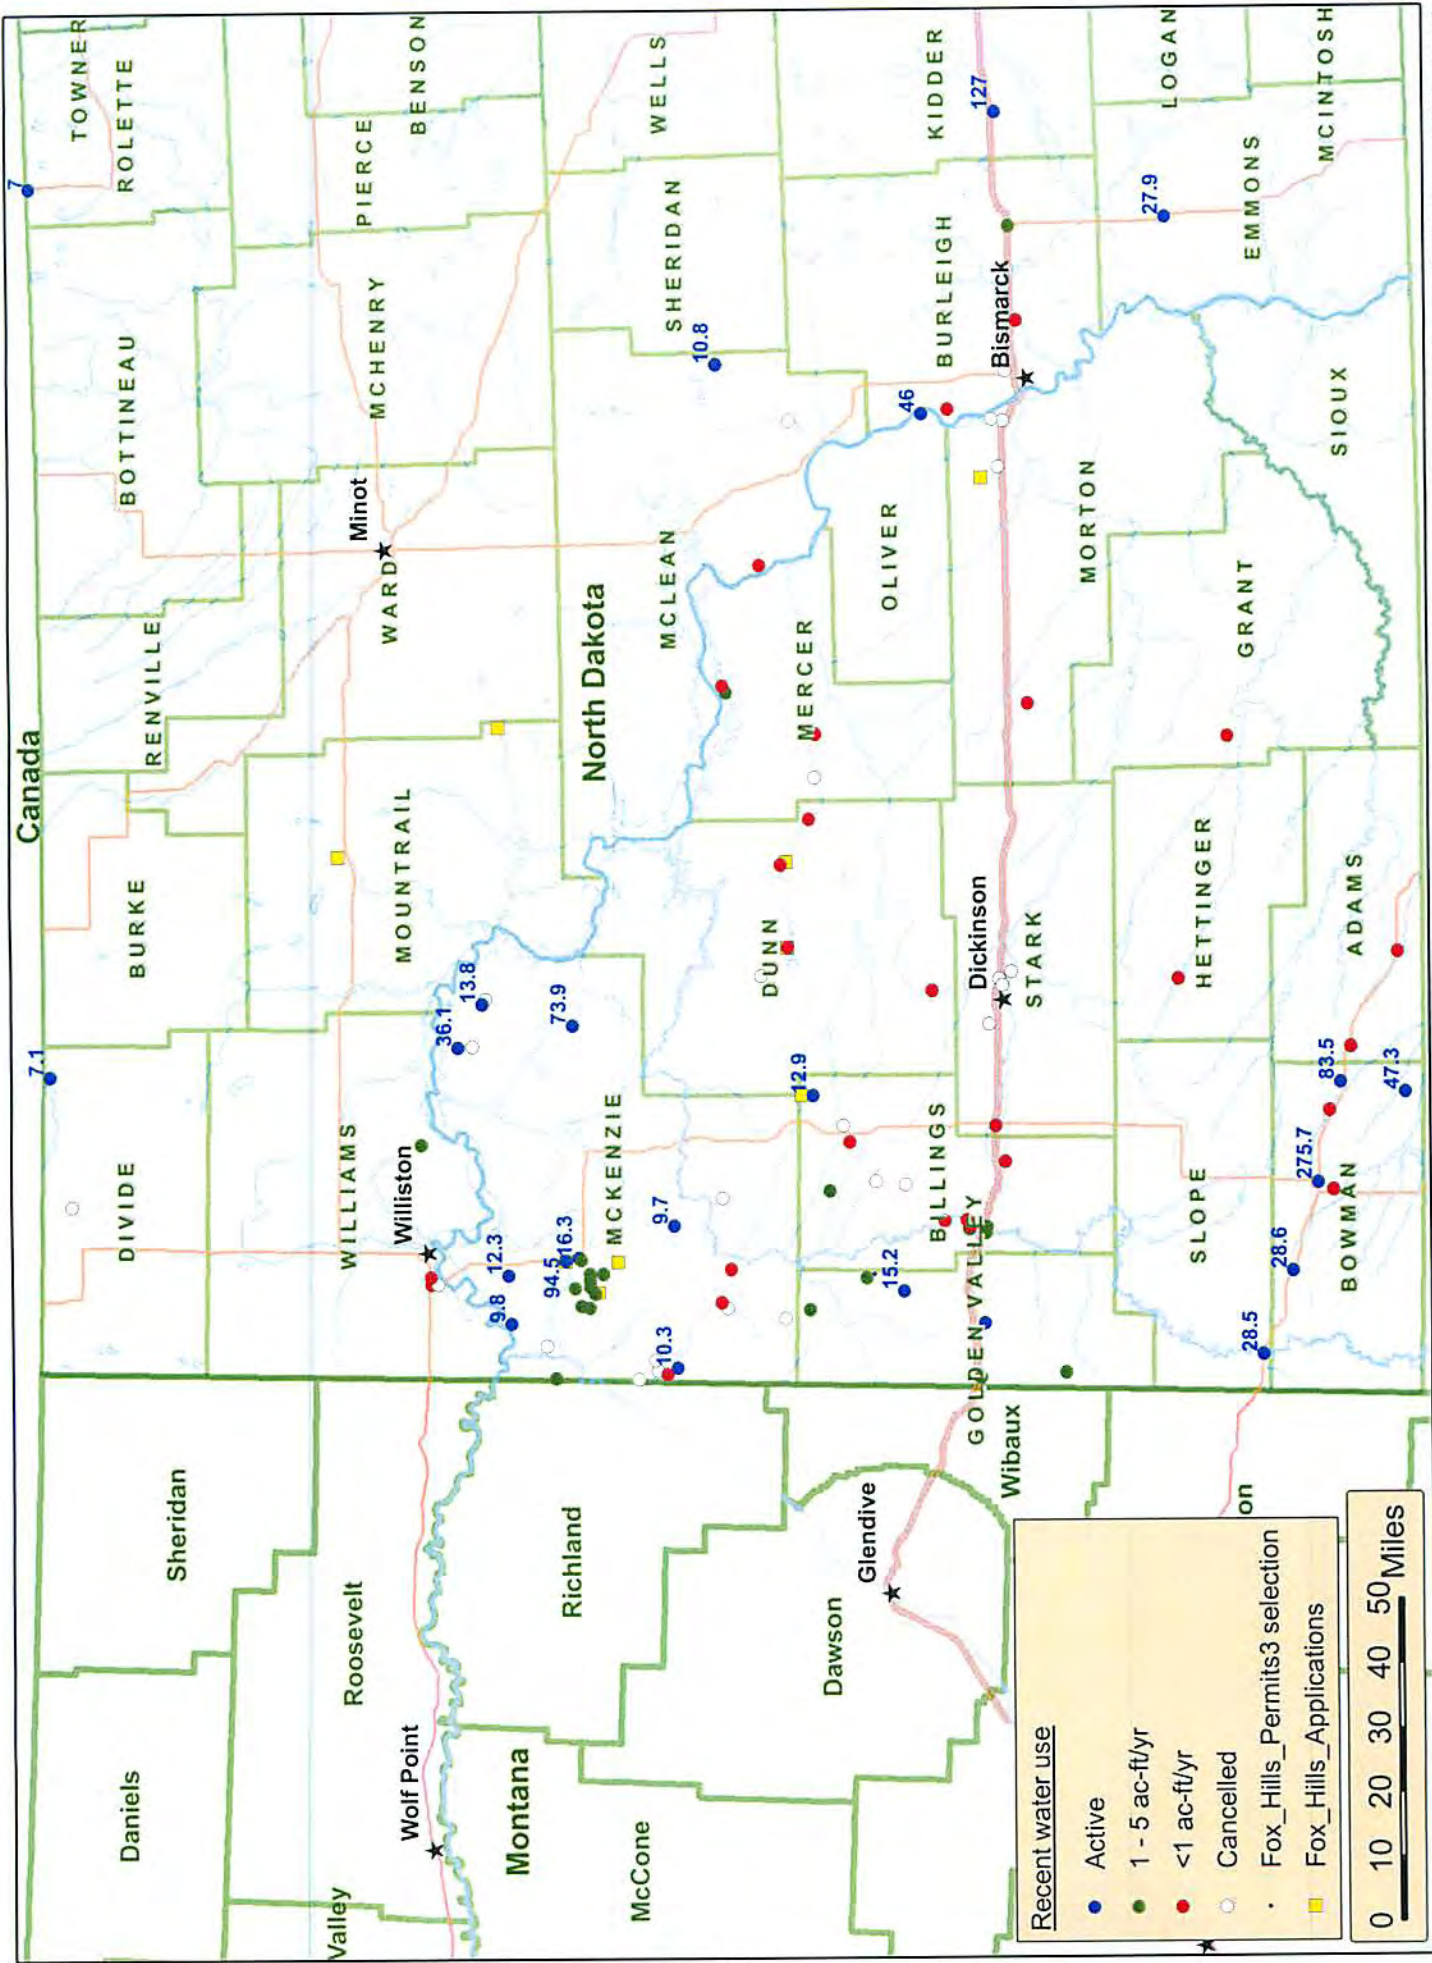 Canada
Daniels
Sheridan
DIVIDE
7.1
BURKE
RENVILLE
BOTTINEAU
7
TOWNER
ROLETTE
Valley
Roosevelt
WILLIAMS
MOUNTRAIL
WARD
Minot
MCHENRY
PIERCE
BENSON
Wolf Point
Williston
36.1
13.8
Montana
Richland
9.8
12.3
94.5
16.3
MCKENZIE
73.9
North Dakota
McCone
10.3
9.7
MCLEAN
10.8
SHERIDAN
WELLS
Dawson
Glendive
12.9
DUNN
MERCER
OLIVER
46
15.2
BILLINGS
GOLDEN VALLEY
Wibaux
Dickinson
STARK
MORTON
Bismarck
BURLEIGH
KIDDER
127
on
28.5
28.6
SLOPE
BOWMAN
275.7
83.5
47.3
HETTINGER
ADAMS
GRANT
SIOUX
27.9
EMMONS
LOGAN
MCINTOSH
Recent water use
Active
1 - 5 ac-ft/yr
<1 ac-ft/yr
Cancelled
Fox_Hills_Permits3 selection
Fox_Hills_Applications
0 10 20 30 40 50 Miles